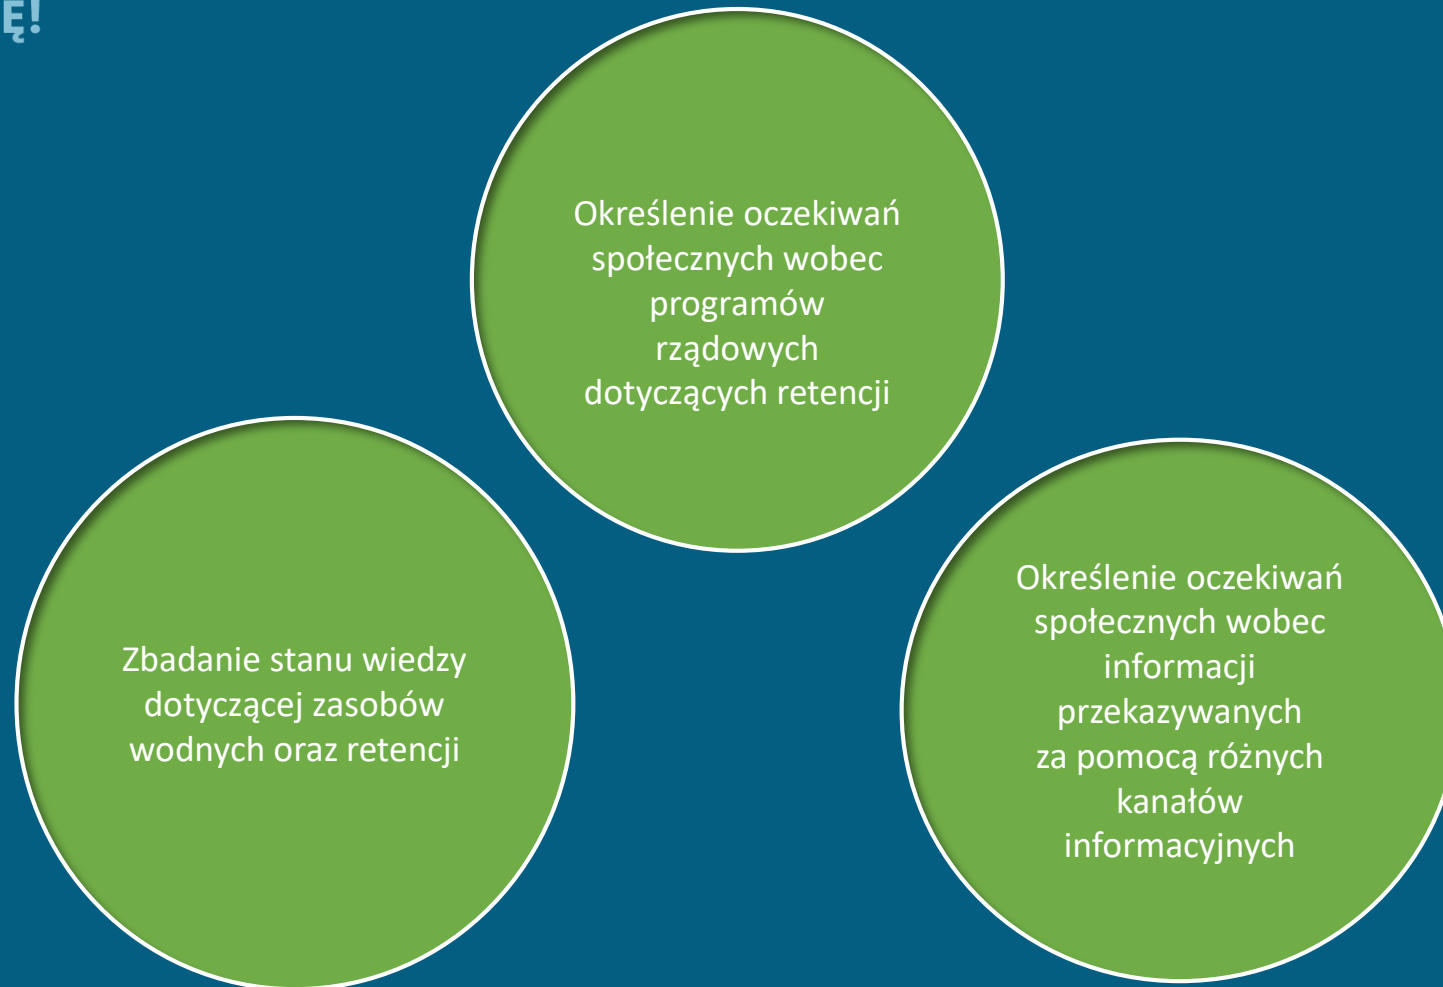 Ę!
Określenie oczekiwań
społecznych wobec
programów
rządowych
dotyczących retencji
Zbadanie stanu wiedzy
dotyczącej zasobów
wodnych oraz retencji
Określenie oczekiwań
społecznych wobec
informacji
przekazywanych
za pomocą różnych
kanałów
informacyjnych